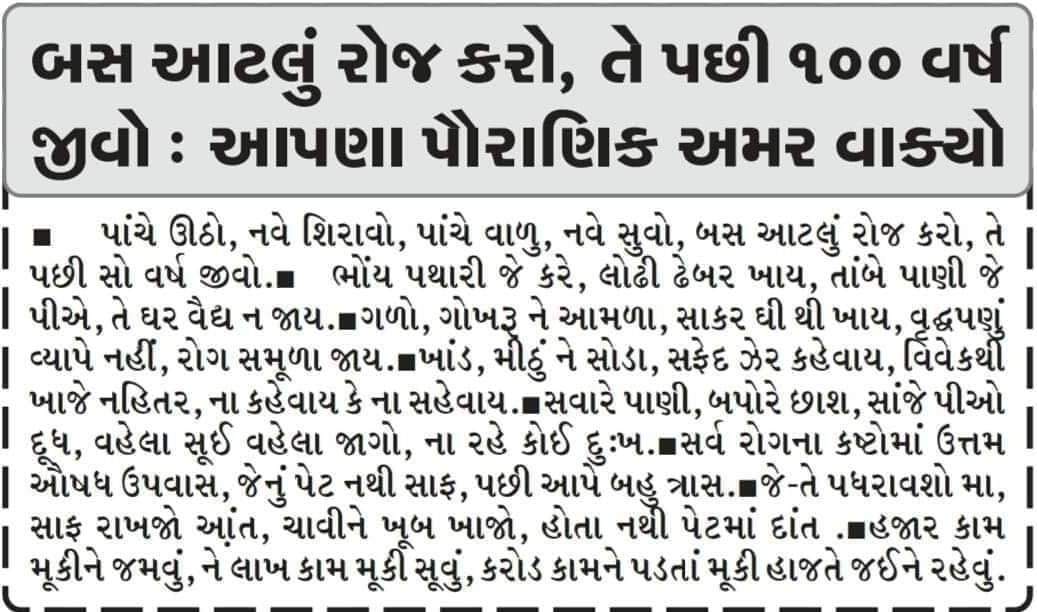 બસ આટલું રોજ કરો, તે પછી ૧૦૦ વર્ષ
જીવો : આપણા પૌરાણિક અમર વાક્યો
■ પાંચે ઊઠો, નવે શિરાવો, પાંચે વાળુ, નવે સુવો, બસ આટલું રોજ કરો, તે
પછી સો વર્ષ જીવો.■ ભોંય પથારી જે કરે, લોઢી ઢેબર ખાય, તાંબે પાણી જે
પીએ, તે ઘર વૈદ્ય ન જાય.■ગળો, ગોખરૂ ને આમળા, સાકર ઘી થી ખાય, વૃદ્ધપણું
વ્યાપે નહીં, રોગ સમૂળા જાય.■ખાંડ, મીઠું ને સોડા, સફેદ ઝેર કહેવાય, વિવેકથી
ખાજે નહિતર, ના કહેવાય કે ના સહેવાય.■સવારે પાણી, બપોરે છાશ, સાંજે પીઓ
દૂધ, વહેલા સૂઈ વહેલા જાગો, ના રહે કોઈ દુઃખ.■સર્વ રોગના કષ્ટોમાં ઉત્તમ
ઔષધ ઉપવાસ, જેનું પેટ નથી સાફ, પછી આપે બહુ ત્રાસ.■જે-તે પધરાવશો મા,
સાફ રાખજો આંત, ચાવીને ખૂબ ખાજો, હોતા નથી પેટમાં દાંત .■હજાર કામ
મૂકીને જમવું, ને લાખ કામ મૂકી સૂવું, કરોડ કામને પડતાં મૂકી હાજતે જઈને રહેવું.